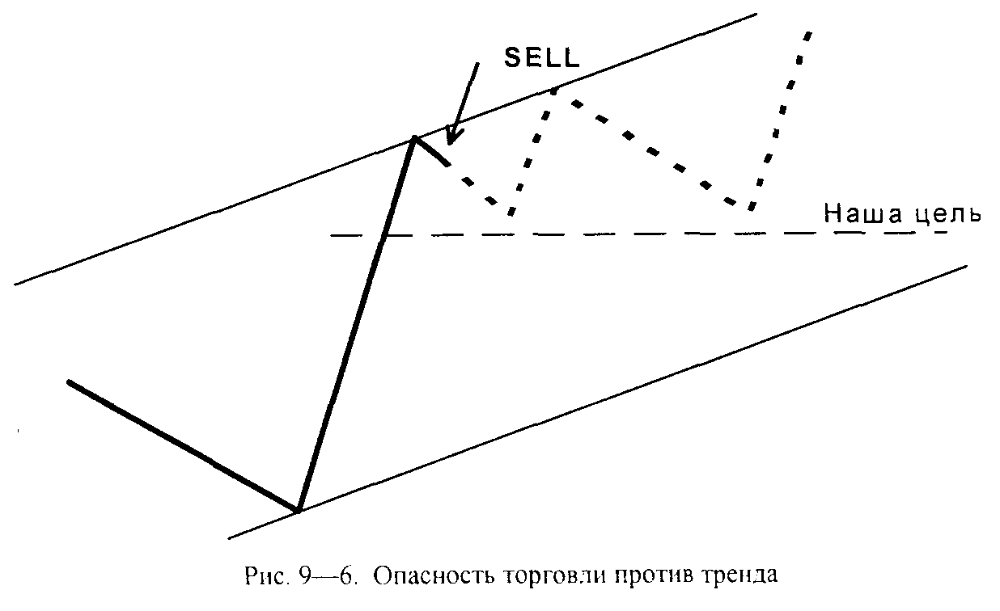 SELL
Наша цель
Рис. 9—6. Опасность торговли против тренда